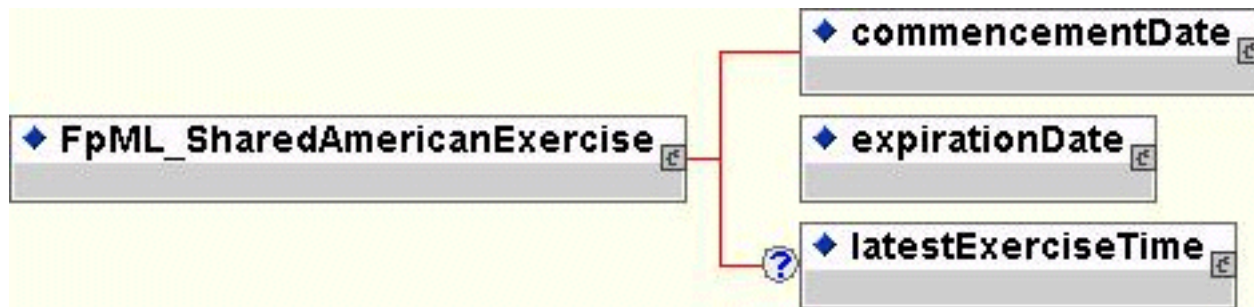 commencementDate
FpML_SharedAmericanExercise
expirationDate
?
latestExerciseTime